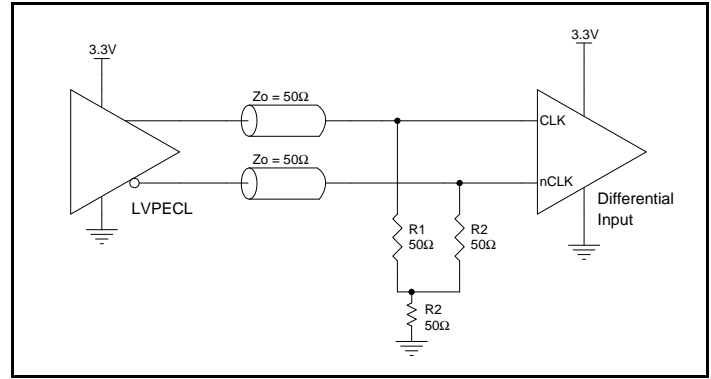 3.3V
3.3V
Zo = 50Ω
CLK
Zo = 50Ω
nCLK
LVPECL
Differential
Input
R1
50Ω
R2
50Ω
R2
50Ω